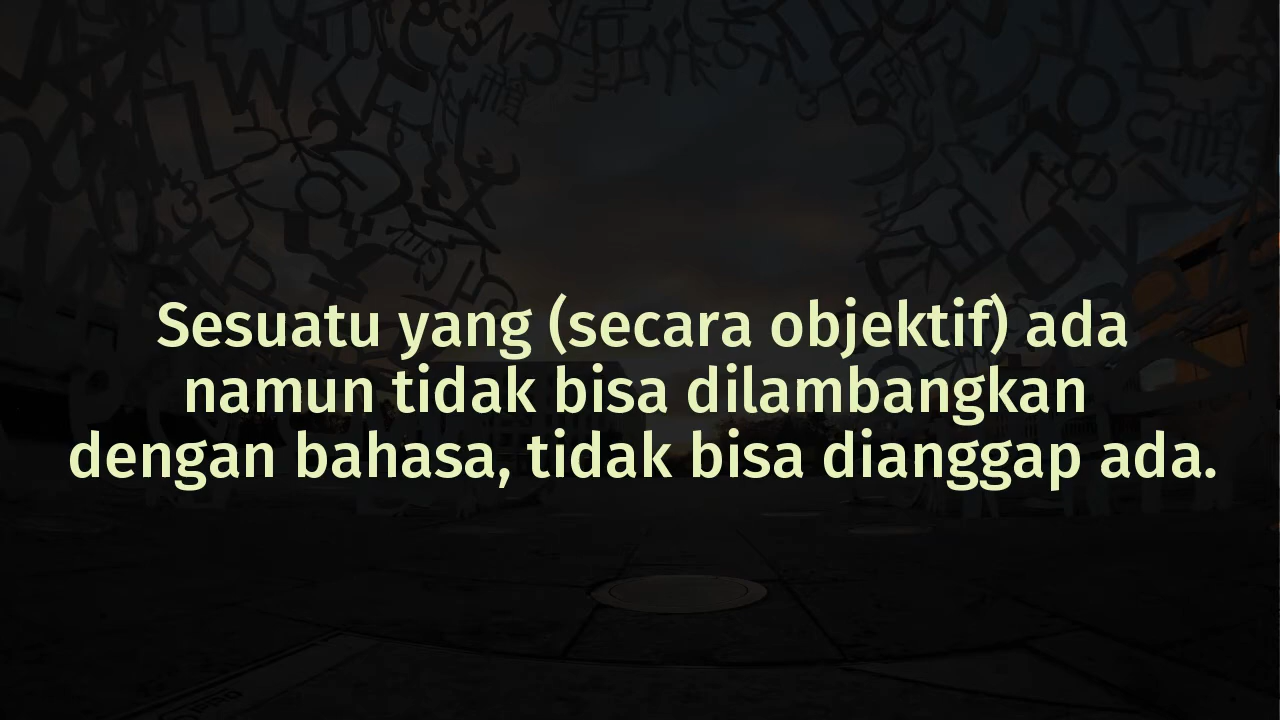 Sesuatu yang (secara objektif) ada
namun tidak bisa dilambangkan
dengan bahasa, tidak bisa dianggap ada.